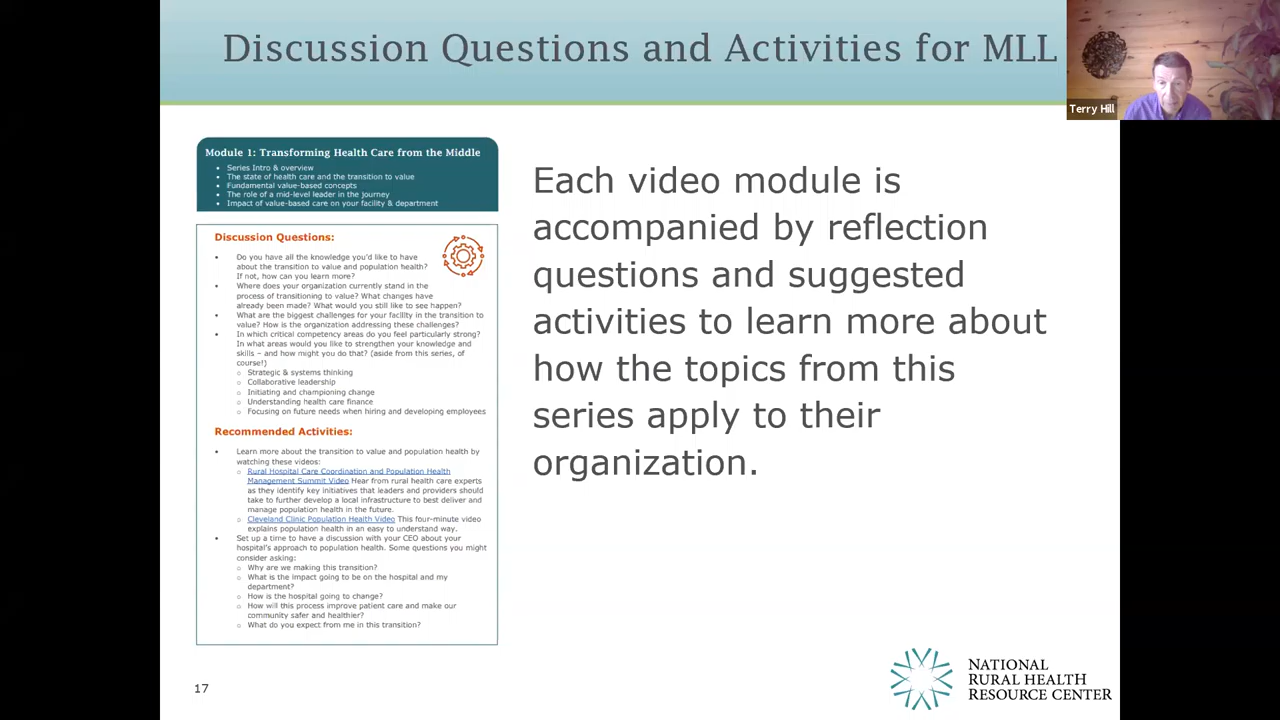 Discussion Questions and Activities for MLL
Terry Hill
Module 1: Transforming Health Care from the Middle
• Series Intro & overview
• The state of health care and the transition to value
• Fundamental value-based concepts
• The role of a mid-level leader in the journey
• Impact of value-based care on your facility & department
Discussion Questions:
• Do you have all the knowledge you'd like to have
about the transition to value and population health?
If not, how can you learn more?
• Where does your organization currently stand in the
process of transitioning to value? What changes have
already been made? What would you still like to see happen?
• What are the biggest challenges for your facility in the transition to
value? How is the organization addressing these challenges?
• In which critical competency areas do you feel particularly strong?
In what areas would you like to strengthen your knowledge and
skills – and how might you do that? (aside from this series, of
course!)
o Strategic & systems thinking
o Collaborative leadership
o Initiating and championing change
o Understanding health care finance
o Focusing on future needs when hiring and developing employees
Recommended Activities:
• Learn more about the transition to value and population health by
watching these videos:
o Rural Hospital Care Coordination and Population Health
Management Summit Video Hear from rural health care experts
as they identify key initiatives that leaders and providers should
take to further develop a local infrastructure to best deliver and
manage population health in the future.
o Cleveland Clinic Population Health Video This four-minute video
explains population health in an easy to understand way.
• Set up a time to have a discussion with your CEO about your
hospital's approach to population health. Some questions you might
consider asking:
o Why are we making this transition?
o What is the impact going to be on the hospital and my
department?
o How is the hospital going to change?
o How will this process improve patient care and make our
community safer and healthier?
o What do you expect from me in this transition?
Each video module is
accompanied by reflection
questions and suggested
activities to learn more about
how the topics from this
series apply to their
organization.
17
NATIONAL
RURAL HEALTH
RESOURCE CENTER